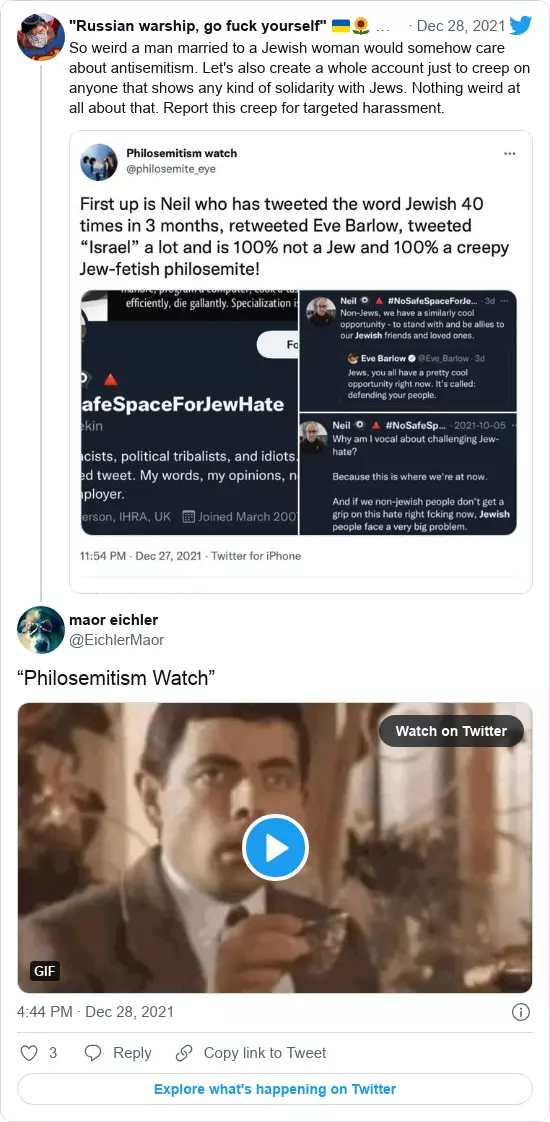 "Russian warship, go fuck yourself" 🇺🇦🌻 ... · Dec 28, 2021
So weird a man married to a Jewish woman would somehow care
about antisemitism. Let's also create a whole account just to creep on
anyone that shows any kind of solidarity with Jews. Nothing weird at
all about that. Report this creep for targeted harassment.
Philosemitism watch
@philosemite_eye
First up is Neil who has tweeted the word Jewish 40
times in 3 months, retweeted Eve Barlow, tweeted
“Israel” a lot and is 100% not a Jew and 100% a creepy
Jew-fetish philosemite!
efficiently, die gallantly. Specialization is
Fo
afeSpaceForJewHate
kin
acists, political tribalists, and idiots.
ed tweet. My words, my opinions, n
ployer.
erson, IHRA, UK Joined March 200
Neil #NoSafeSpaceForJe... · 3d
Non-Jews, we have a similarly cool
opportunity - to stand with and be allies to
our Jewish friends and loved ones.
Eve Barlow @Eve_Barlow · 3d
Jews, you all have a pretty cool
opportunity right now. It's called:
defending your people.
Neil #NoSafeSp... · 2021-10-05
Why am I vocal about challenging Jew-
hate?
Because this is where we're at now.
And if we non-jewish people don't get a
grip on this hate right fcking now, Jewish
people face a very big problem.
11:54 PM · Dec 27, 2021 · Twitter for iPhone
maor eichler
@EichlerMaor
“Philosemitism Watch”
Watch on Twitter
GIF
4:44 PM · Dec 28, 2021
3 Reply Copy link to Tweet
Explore what's happening on Twitter